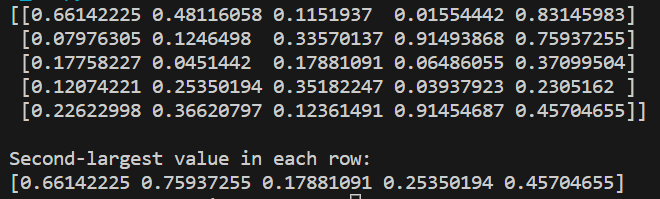 [[0.66142225 0.48116058 0.1151937  0.01554442 0.83145983]
 [0.07976305 0.1246498  0.33570137 0.91493868 0.75937255]
 [0.17758227 0.0451442  0.17881091 0.06486055 0.37099504]
 [0.12074221 0.25350194 0.35182247 0.03937923 0.2305162 ]
 [0.22622998 0.36620797 0.12361491 0.91454687 0.45704655]]

Second-largest value in each row:
[0.66142225 0.75937255 0.17881091 0.25350194 0.45704655]